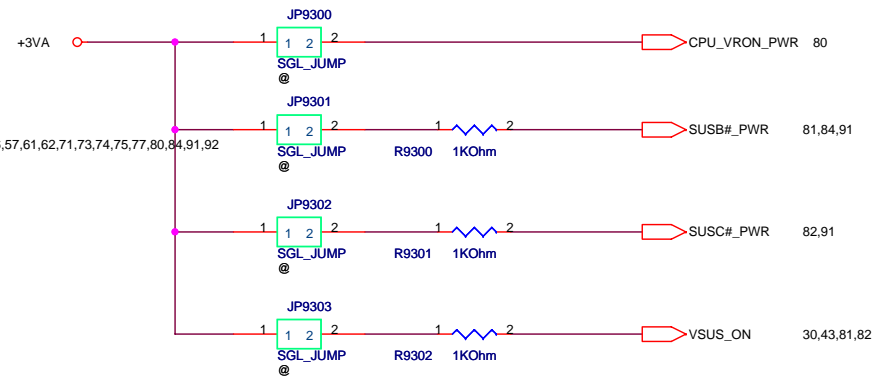 JP9300
+3VA 1 1 2 2 CPU_VRON_PWR 80
SGL_JUMP
@
JP9301
1 1 2 2 1 2 SUSB#_PWR 81,84,91
,57,61,62,71,73,74,75,77,80,84,91,92
SGL_JUMP R9300 1KOhm
@
JP9302
1 1 2 2 1 2 SUSC#_PWR 82,91
SGL_JUMP R9301 1KOhm
@
JP9303
1 1 2 2 1 2 VSUS_ON 30,43,81,82
SGL_JUMP R9302 1KOhm
@